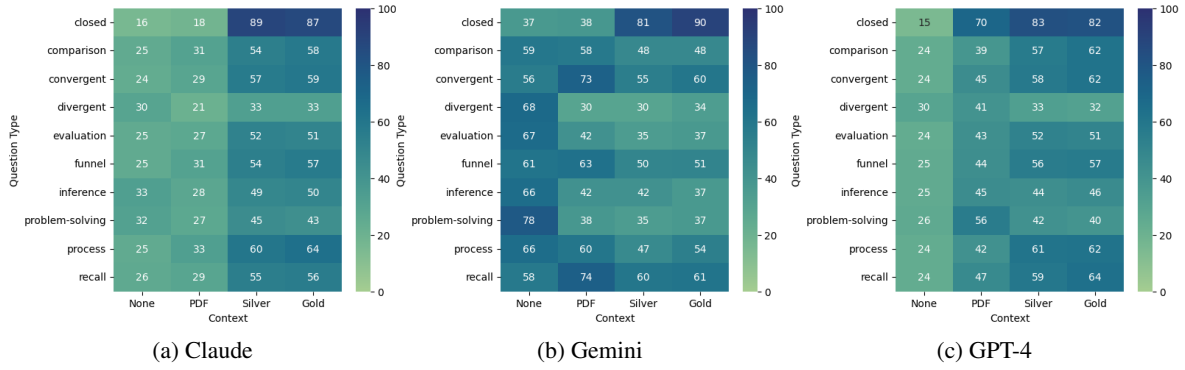 closed 16 18 89 87
comparison 25 31 54 58
convergent 24 29 57 59
divergent 30 21 33 33
evaluation 25 27 52 51
funnel 25 31 54 57
inference 33 28 49 50
problem-solving 32 27 45 43
process 25 33 60 64
recall 26 29 55 56
None PDF Silver Gold
Context
Question Type
100
80
60
40
20
0
(a) Claude
closed 37 38 81 90
comparison 59 58 48 48
convergent 56 73 55 60
divergent 68 30 30 34
evaluation 67 42 35 37
funnel 61 63 50 51
inference 66 42 42 37
problem-solving 78 38 35 37
process 66 60 47 54
recall 58 74 60 61
None PDF Silver Gold
Context
Question Type
100
80
60
40
20
0
(b) Gemini
closed 15 70 83 82
comparison 24 39 57 62
convergent 24 45 58 62
divergent 30 41 33 32
evaluation 24 43 52 51
funnel 25 44 56 57
inference 25 45 44 46
problem-solving 26 56 42 40
process 24 42 61 62
recall 24 47 59 64
None PDF Silver Gold
Context
Question Type
100
80
60
40
20
0
(c) GPT-4